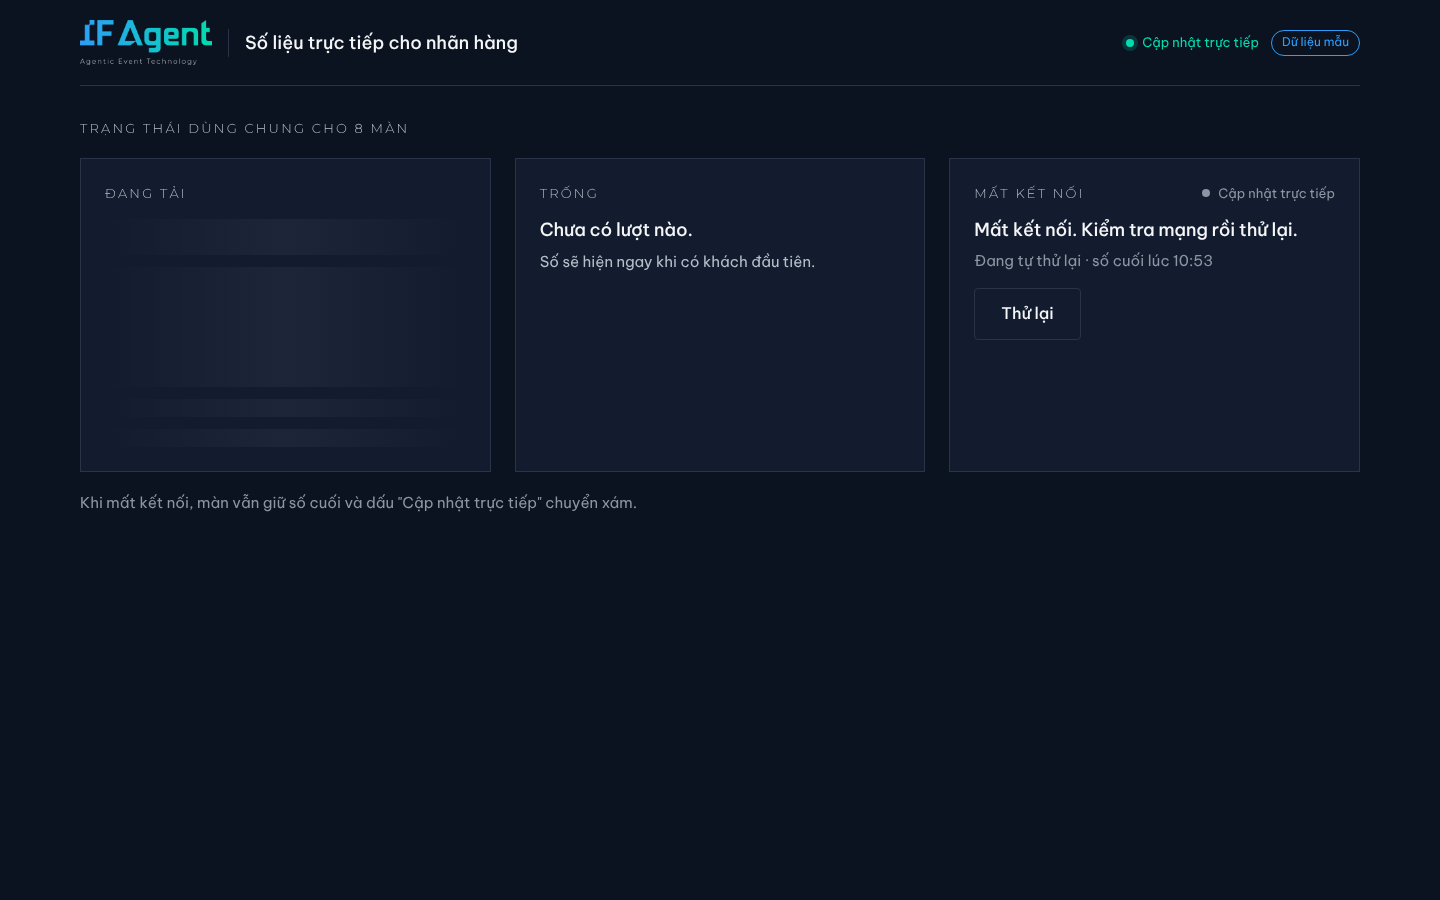 IF Agent
Agentic Event Technology
Số liệu trực tiếp cho nhãn hàng
Cập nhật trực tiếp
Dữ liệu mẫu
TRẠNG THÁI DÙNG CHUNG CHO 8 MÀN
ĐANG TẢI
TRỐNG
Chưa có lượt nào.
Số sẽ hiện ngay khi có khách đầu tiên.
MẤT KẾT NỐI
Cập nhật trực tiếp
Mất kết nối. Kiểm tra mạng rồi thử lại.
Đang tự thử lại · số cuối lúc 10:53
Thử lại
Khi mất kết nối, màn vẫn giữ số cuối và dấu "Cập nhật trực tiếp" chuyển xám.